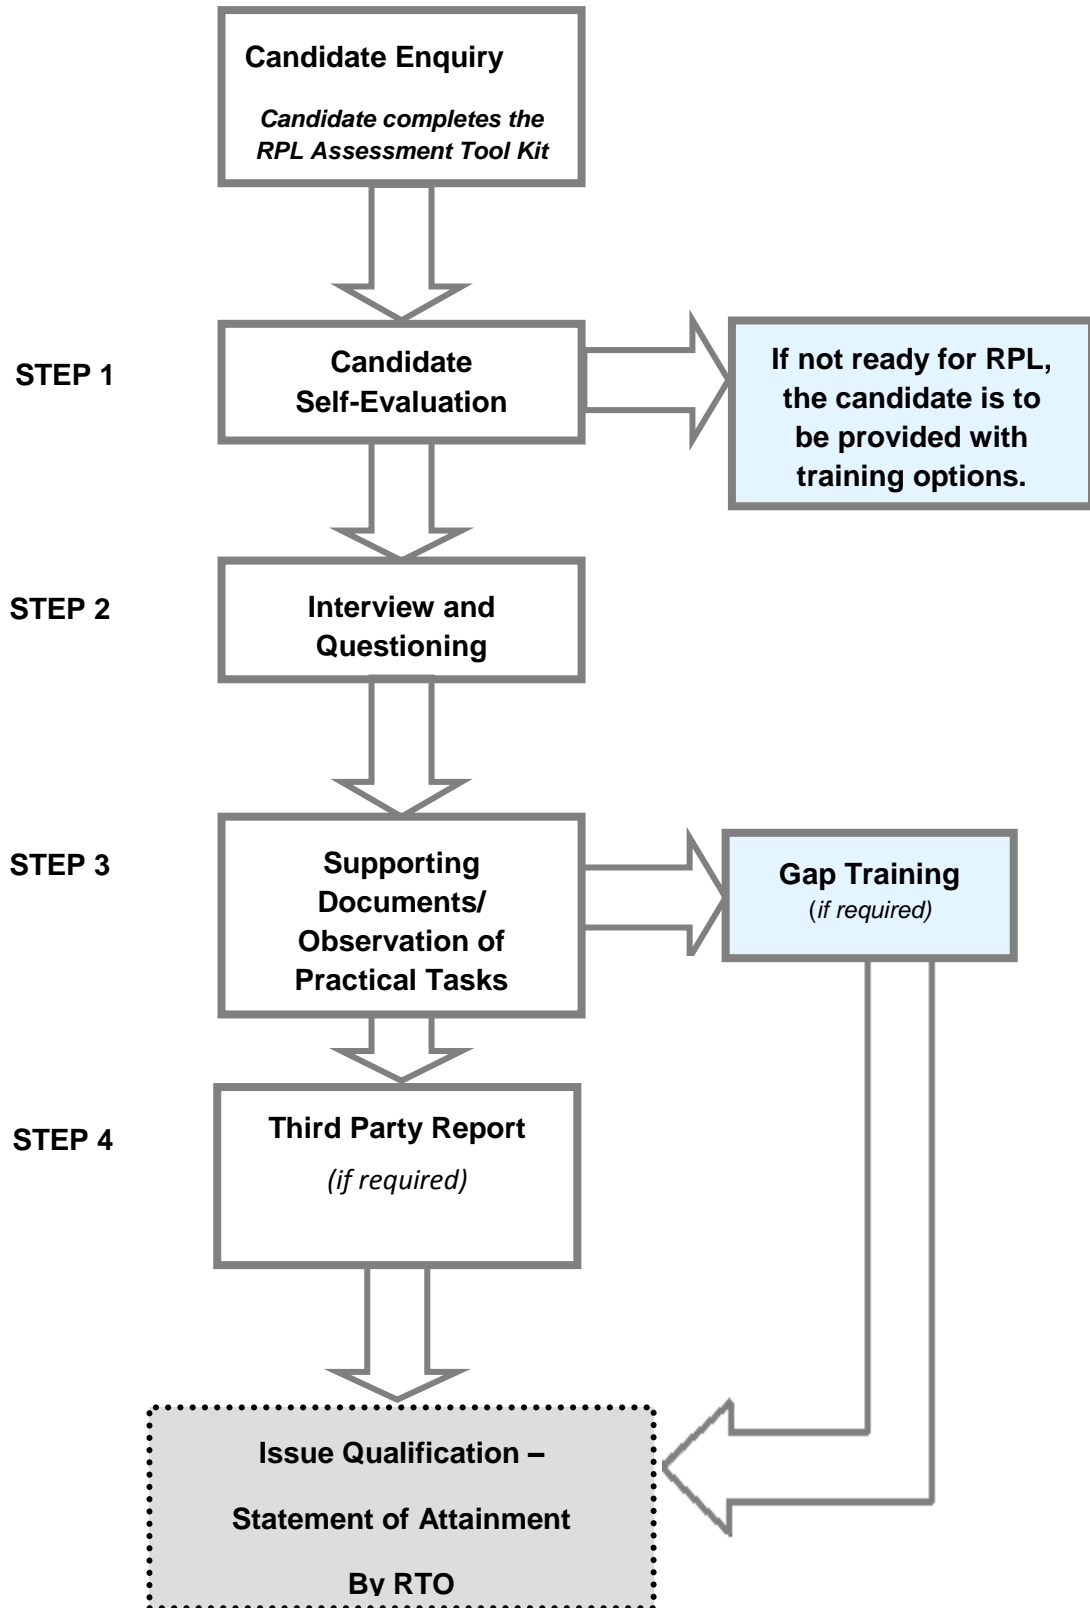 Candidate Enquiry
Candidate completes the
RPL Assessment Tool Kit
STEP 1
Candidate
Self-Evaluation
If not ready for RPL,
the candidate is to
be provided with
training options.
STEP 2
Interview and
Questioning
STEP 3
Supporting
Documents/
Observation of
Practical Tasks
Gap Training
(if required)
STEP 4
Third Party Report
(if required)
Issue Qualification –
Statement of Attainment
By RTO